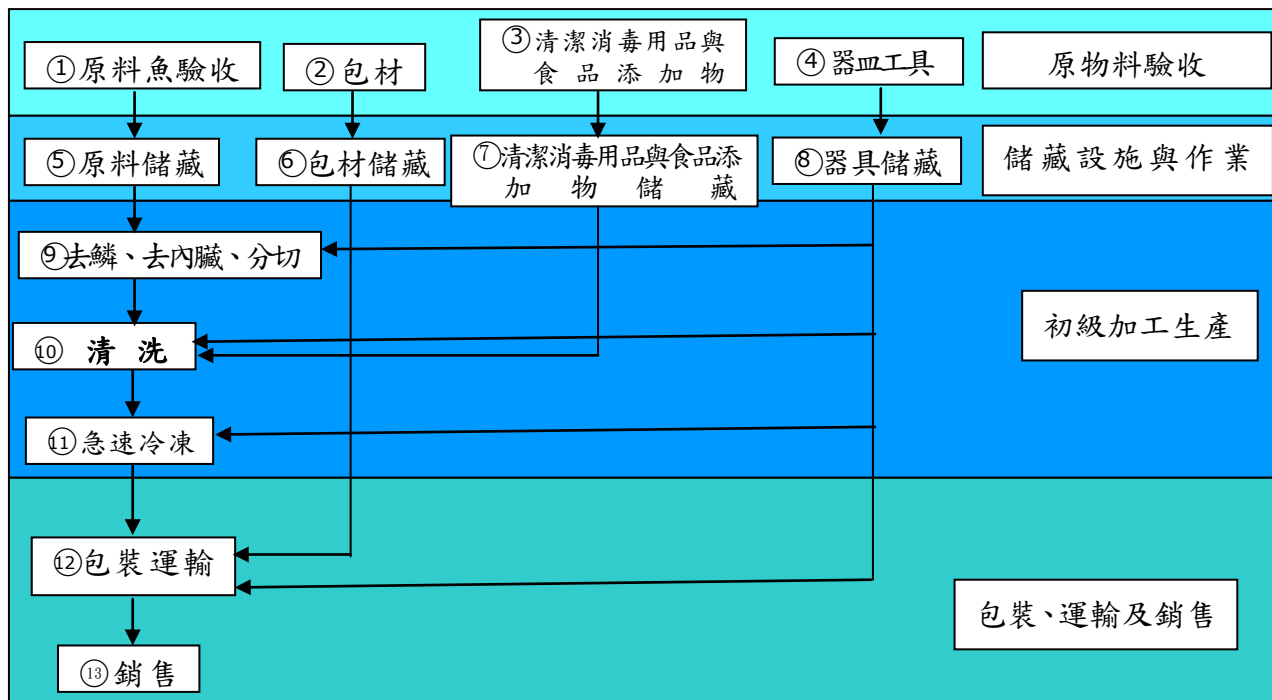 ①原料魚驗收
②包材
③清潔消毒用品與
食品添加物
④器皿工具
原物料驗收
⑤原料儲藏
⑥包材儲藏
⑦清潔消毒用品與食品添
加物儲藏
⑧器具儲藏
儲藏設施與作業
⑨去鱗、去內臟、分切
⑩清洗
初級加工生產
⑪急速冷凍
⑫包裝運輸
包裝、運輸及銷售
⑬銷售